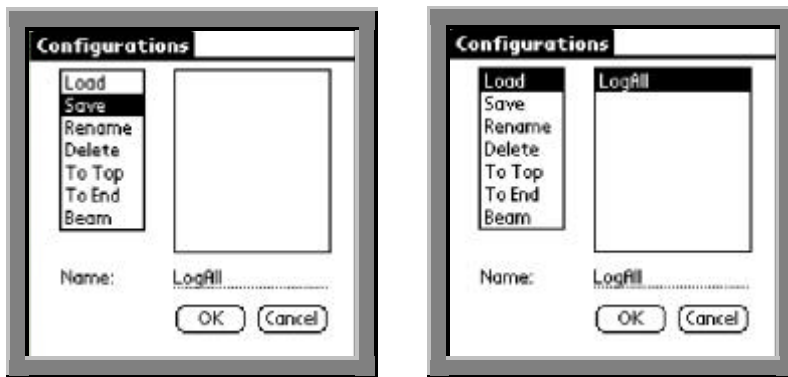 Configurations
Load
Save
Rename
Delete
To Top
To End
Beam
Name: LogAll
OK Cancel
Configurations
Load LogAll
Save
Rename
Delete
To Top
To End
Beam
Name: LogAll
OK Cancel